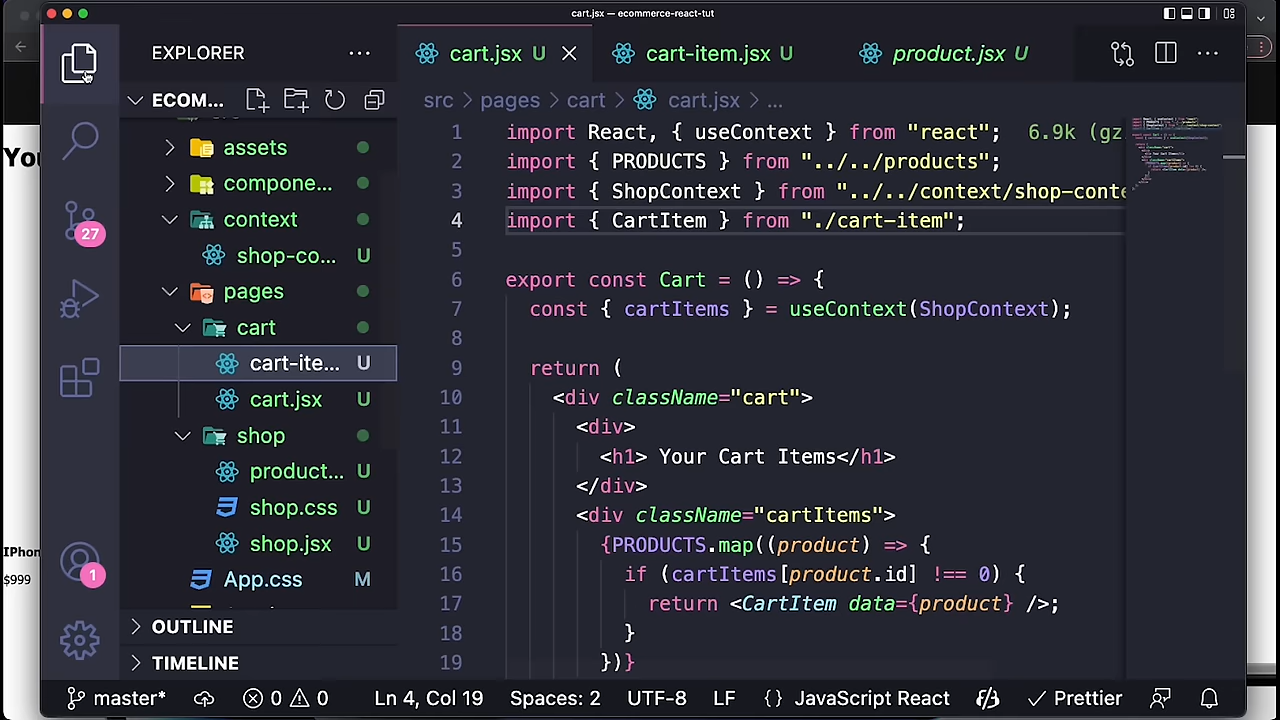 cart.jsx — ecommerce-react-tut
EXPLORER
cart.jsx U
cart-item.jsx U
product.jsx U
ECOM...
src > pages > cart > cart.jsx > ...
assets
compone...
context
shop-co... U
pages
cart
cart-ite... U
cart.jsx U
shop
product... U
shop.css U
shop.jsx U
App.css M
OUTLINE
TIMELINE
27
1
1 import React, { useContext } from "react"; 6.9k (gz
2 import { PRODUCTS } from "../../products";
3 import { ShopContext } from "../../context/shop-conte
4 import { CartItem } from "./cart-item";
5
6 export const Cart = () => {
7 const { cartItems } = useContext(ShopContext);
8
9 return (
10 <div className="cart">
11 <div>
12 <h1> Your Cart Items</h1>
13 </div>
14 <div className="cartItems">
15 {PRODUCTS.map((product) => {
16 if (cartItems[product.id] !== 0) {
17 return <CartItem data={product} />;
18 }
19 })}
master* 0 0 Ln 4, Col 19 Spaces: 2 UTF-8 LF {} JavaScript React Prettier
You
IPhon
$999